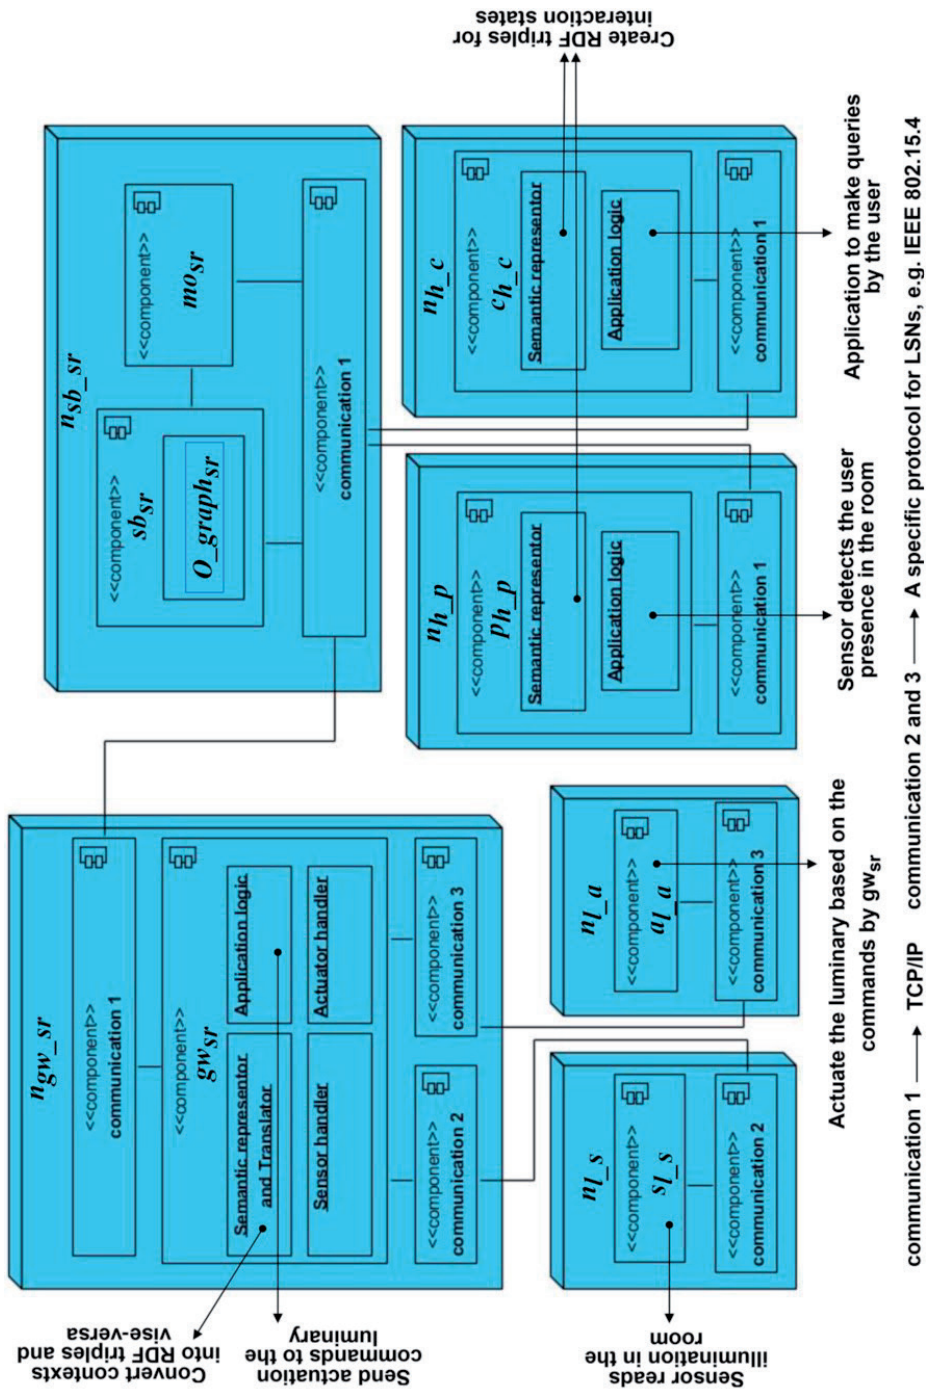 n_gw_sr
<<component>>
communication 1
<<component>>
gw_sr
Semantic representor
and Translator
Application logic
Sensor handler
Actuator handler
<<component>>
communication 2
<<component>>
communication 3
Convert contexts
into RDF triples and
vise-versa
Send actuation
commands to the
luminary
n_sb_sr
<<component>>
sb_sr
O_graph_sr
<<component>>
mo_sr
<<component>>
communication 1
n_l_s
<<component>>
s_l_s
<<component>>
communication 2
Sensor reads
illumination in the
room
n_l_a
<<component>>
a_l_a
<<component>>
communication 3
Actuate the luminary based on the
commands by gw_sr
n_h_p
<<component>>
p_h_p
Semantic representor
Application logic
<<component>>
communication 1
Sensor detects the user
presence in the room
n_h_c
<<component>>
c_h_c
Semantic representor
Application logic
<<component>>
communication 1
Application to make queries
by the user
Create RDF triples for
interaction states
communication 1 → TCP/IP communication 2 and 3 → A specific protocol for LSNs, e.g. IEEE 802.15.4